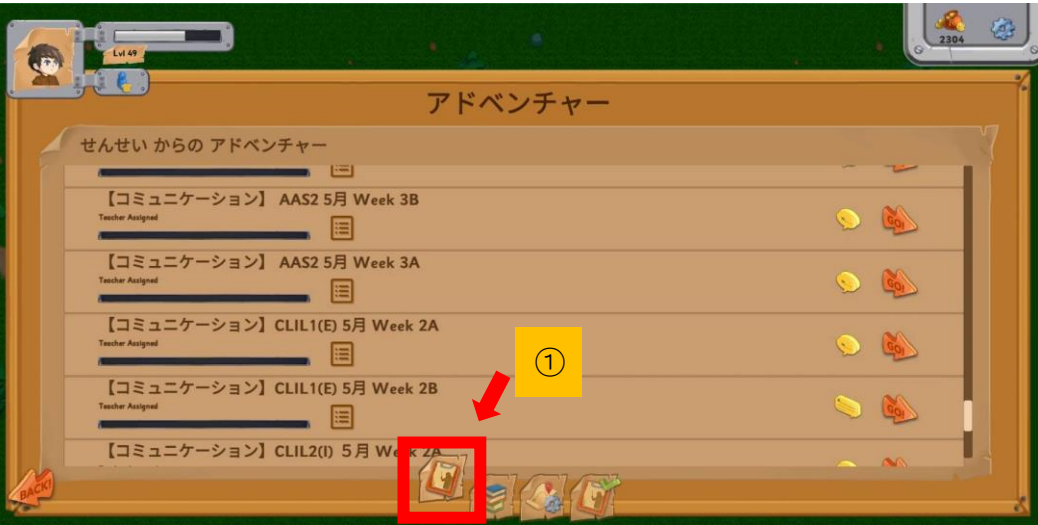 Lvl 49
2304
アドベンチャー
せんせい からの アドベンチャー
【コミュニケーション】 AAS2 5月 Week 3B
Teacher Assigned
GO!
【コミュニケーション】 AAS2 5月 Week 3A
Teacher Assigned
GO!
【コミュニケーション】CLIL1(E) 5月 Week 2A
Teacher Assigned
GO!
①
【コミュニケーション】CLIL1(E) 5月 Week 2B
Teacher Assigned
GO!
【コミュニケーション】CLIL2(I) 5月 Week 2A
BACK!